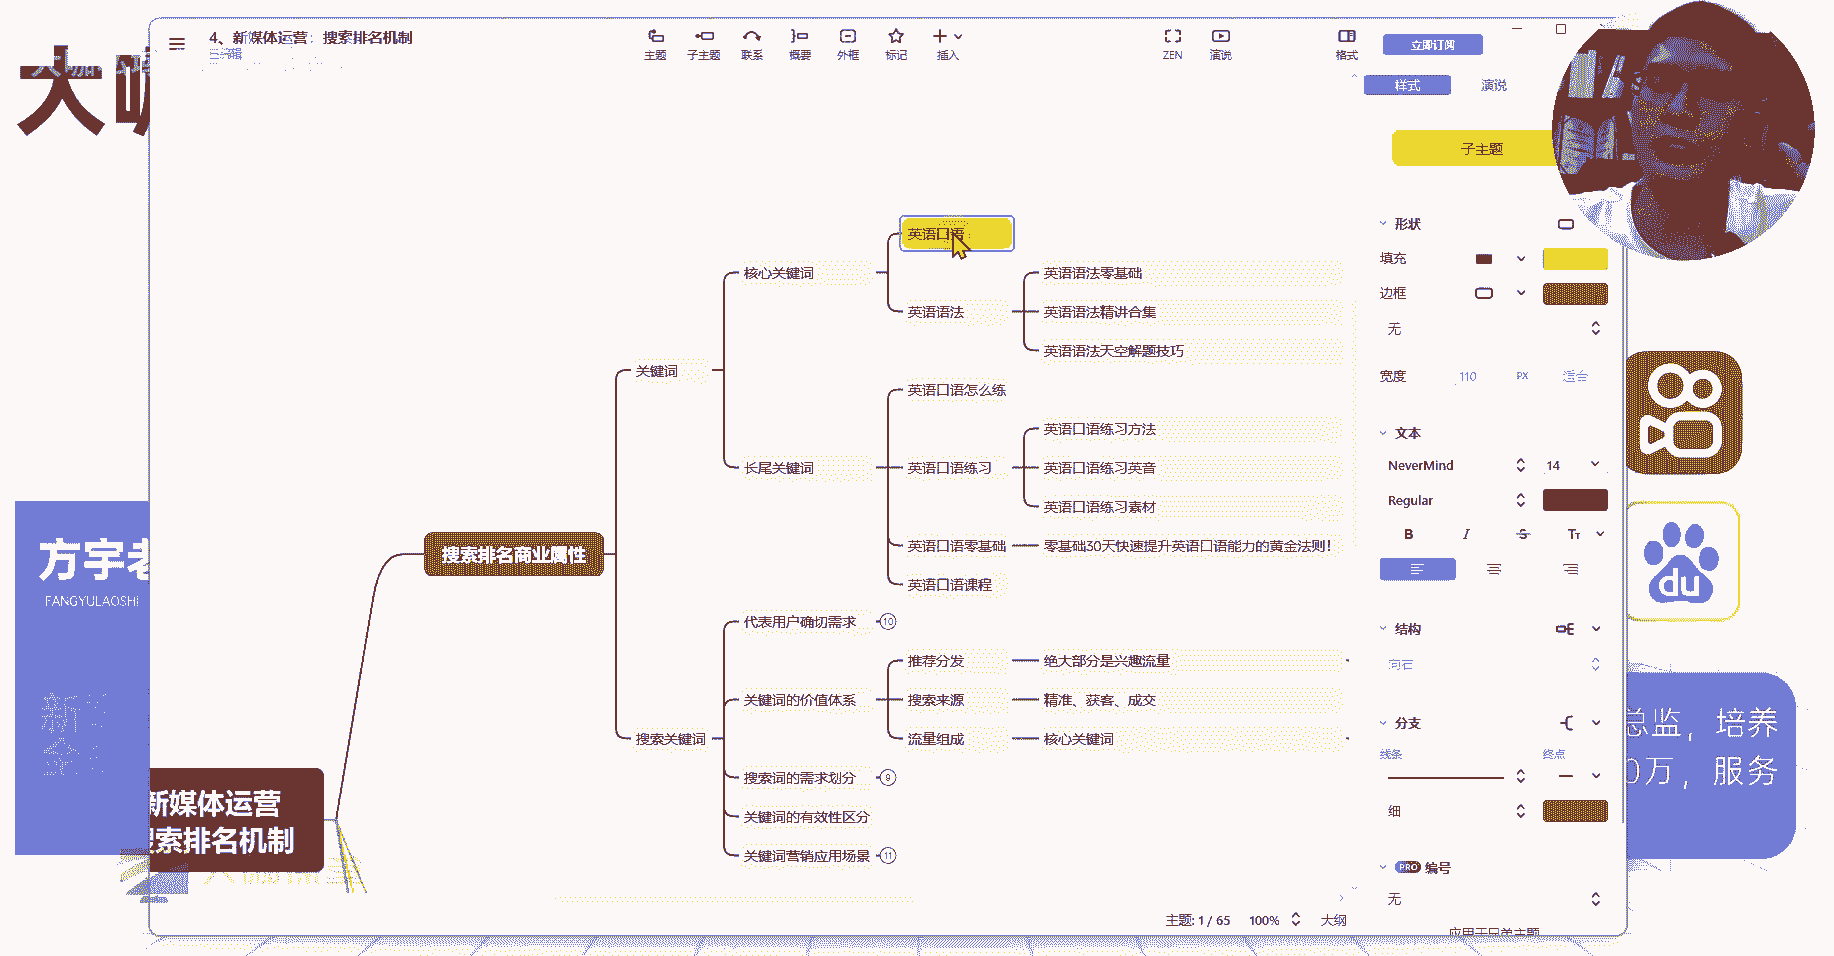 4、新媒体运营：搜索排名机制
已编辑
主题
子主题
联系
概要
外框
标记
插入
ZEN
演说
格式
立即订阅
样式
演说
子主题
大
形状
填充
边框
无
宽度
110
PX
适合
文本
NeverMind
14
Regular
B
I
S
TT
结构
向右
分支
线条
终点
细
PRO 编号
无
应用于兄弟主题
英语口语
核心关键词
英语语法
英语语法零基础
英语语法精讲合集
英语语法天空解题技巧
关键词
英语口语怎么练
长尾关键词
英语口语练习
英语口语练习方法
英语口语练习英音
英语口语练习素材
英语口语零基础
零基础30天快速提升英语口语能力的黄金法则！
英语口语课程
搜索排名商业属性
代表用户确切需求
10
关键词的价值体系
推荐分发
绝大部分是兴趣流量
搜索来源
精准、获客、成交
流量组成
核心关键词
搜索关键词
搜索词的需求划分
9
关键词的有效性区分
关键词营销应用场景
11
新媒体运营
搜索排名机制
方宇老
FANGYULAOSHI
du
总监，培养
0万，服务
主题: 1 / 65
100%
大纲